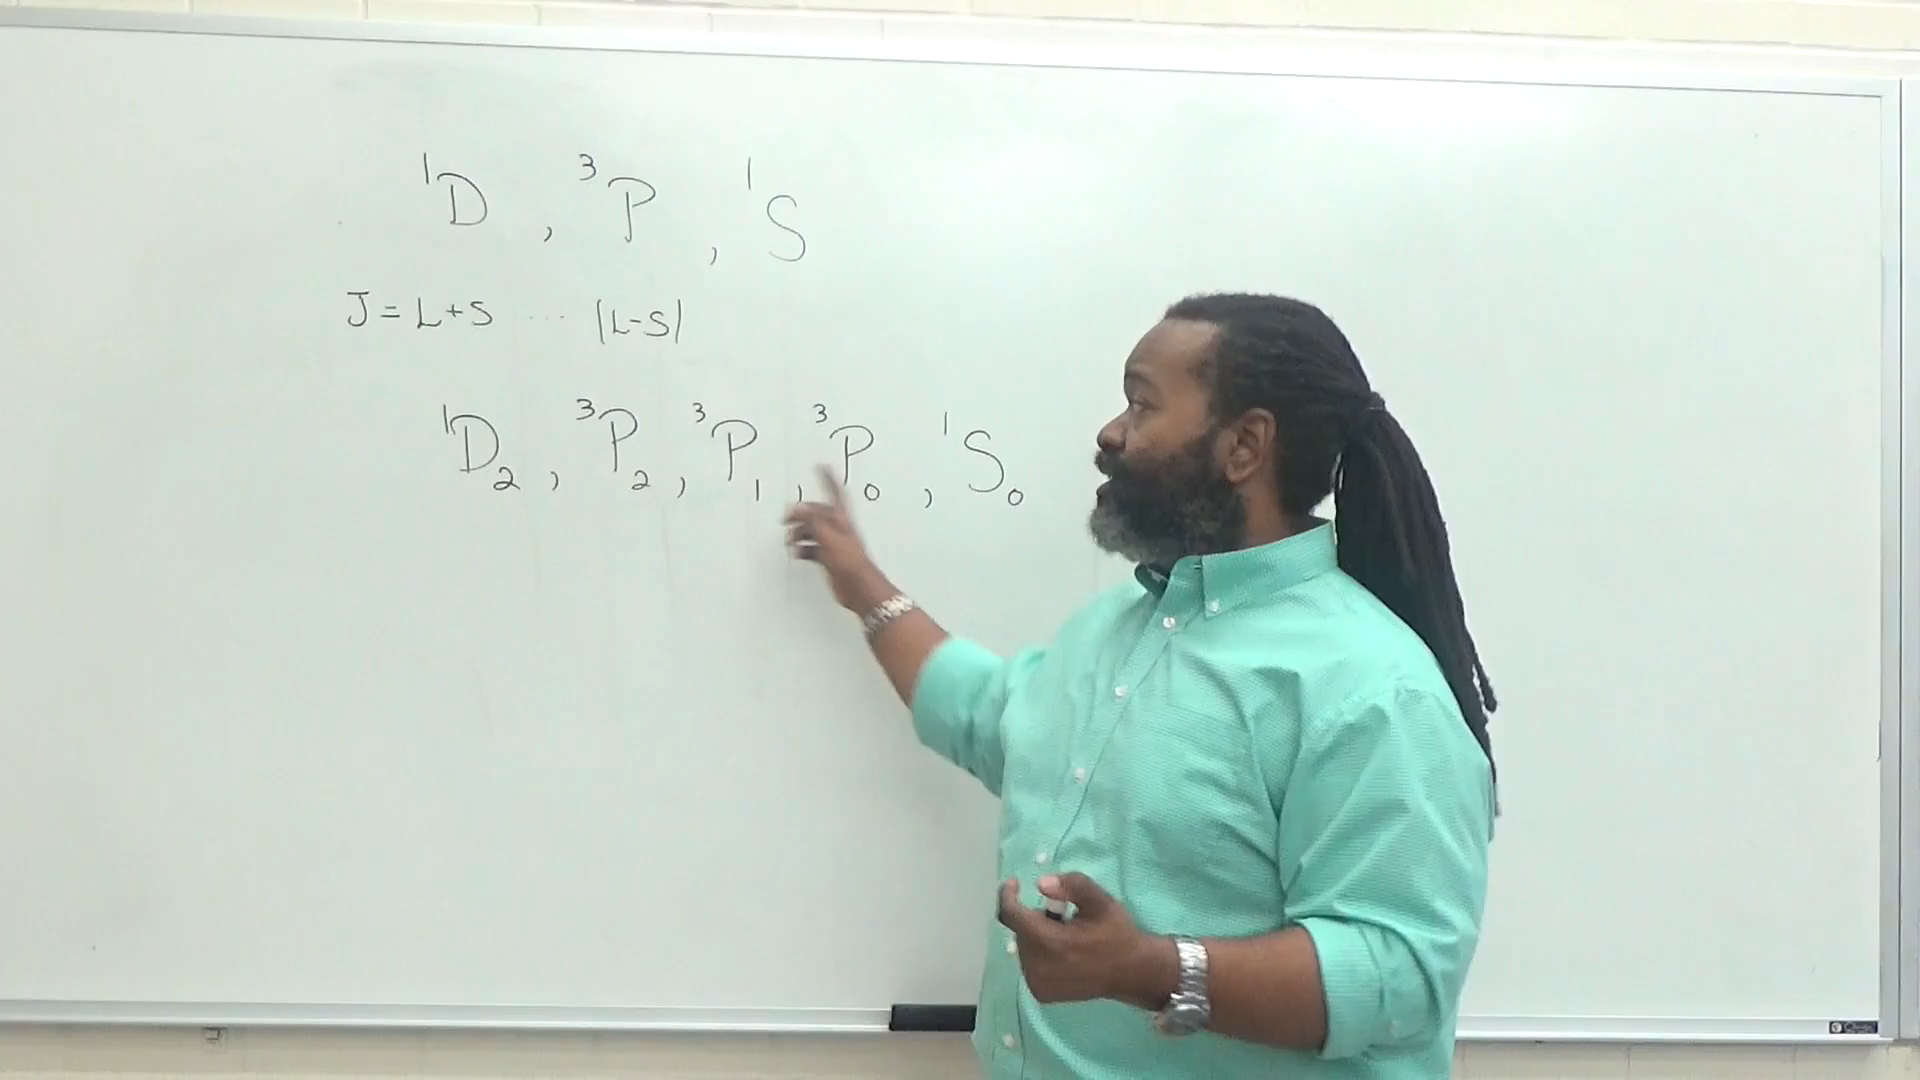 ¹D , ³P , ¹S
J = L + S .... |L - S|
¹D₂ , ³P₂ , ³P₁ , ³P₀ , ¹S₀